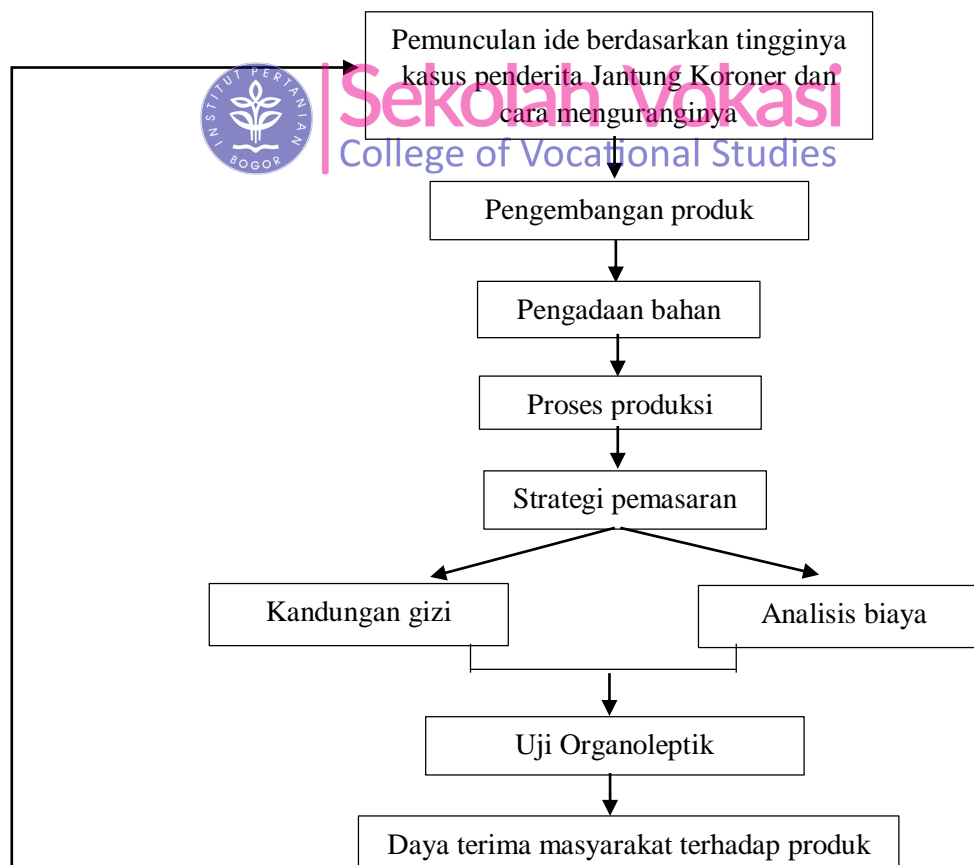 Pemunculan ide berdasarkan tingginya
kasus penderita Jantung Koroner dan
cara menguranginya
INSTITUT PERTANIAN
BOGOR
Sekolah Vokasi
College of Vocational Studies
Pengembangan produk
Pengadaan bahan
Proses produksi
Strategi pemasaran
Kandungan gizi
Analisis biaya
Uji Organoleptik
Daya terima masyarakat terhadap produk